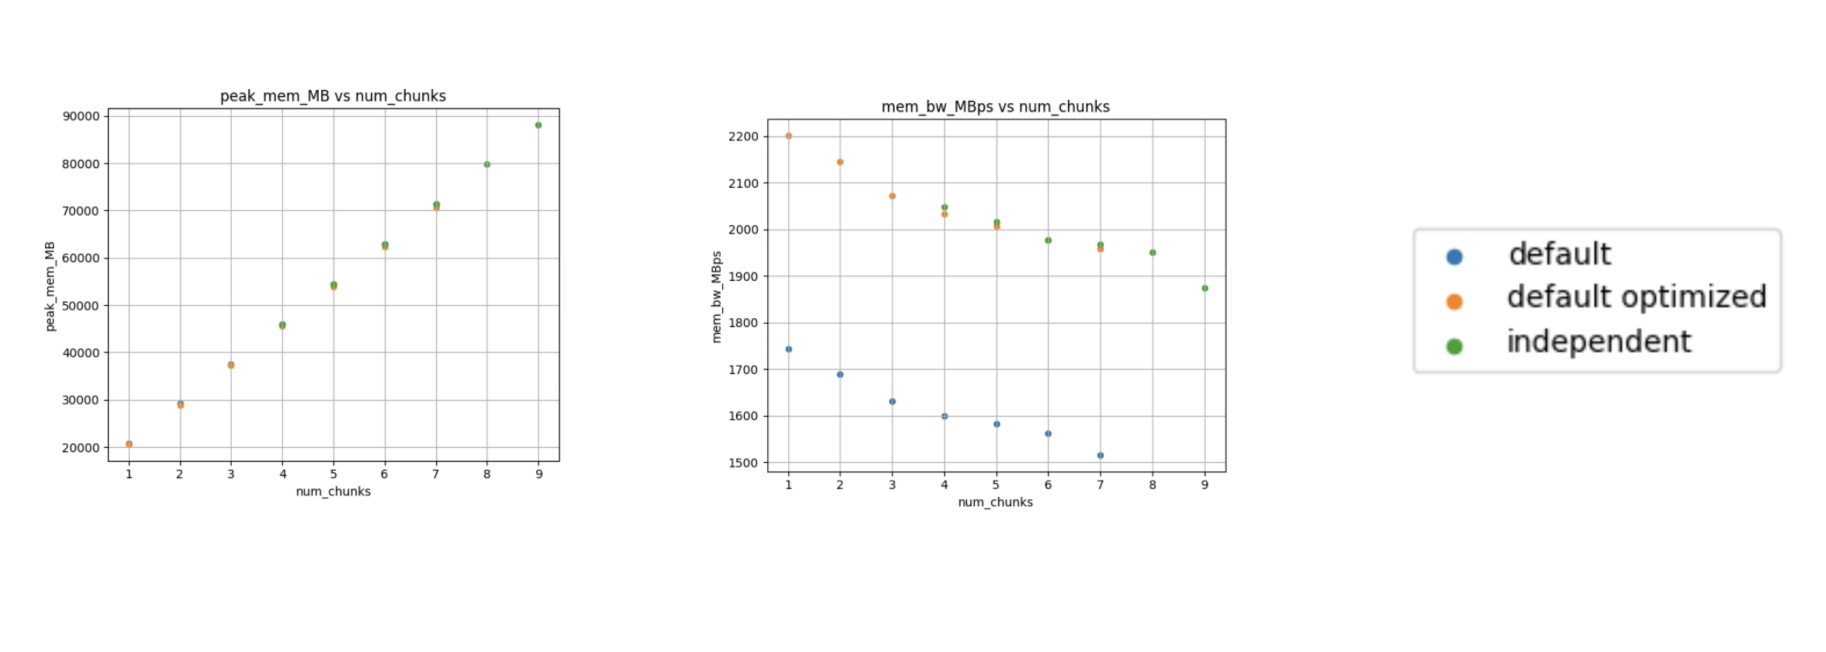 peak_mem_MB vs num_chunks
90000
80000
70000
60000
50000
40000
30000
20000
peak_mem_MB
1 2 3 4 5 6 7 8 9
num_chunks
mem_bw_MBps vs num_chunks
2200
2100
2000
1900
1800
1700
1600
1500
mem_bw_MBps
1 2 3 4 5 6 7 8 9
num_chunks
default
default optimized
independent